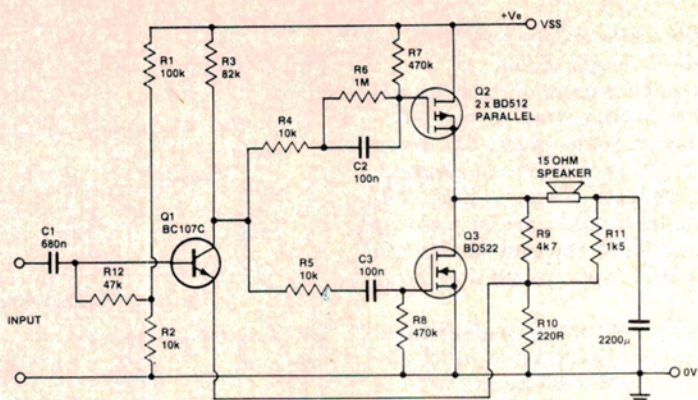 +Ve
VSS
R1
100k
R3
82k
R7
470k
R6
1M
Q2
2 x BD512
PARALLEL
R4
10k
C2
100n
15 OHM
SPEAKER
Q1
BC107C
C1
680n
R5
10k
C3
100n
Q3
BD522
R9
4k7
R11
1k5
R12
47k
INPUT
R2
10k
R8
470k
R10
220R
2200μ
0V